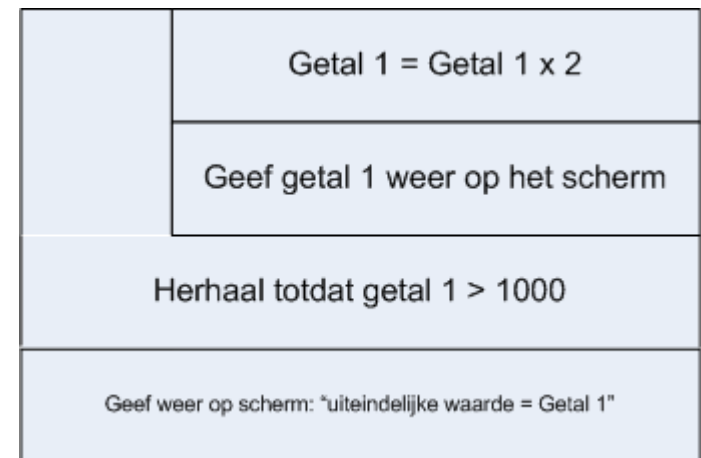 Getal 1 = Getal 1 x 2
Geef getal 1 weer op het scherm
Herhaal totdat getal 1 > 1000
Geef weer op scherm: “uiteindelijke waarde = Getal 1”